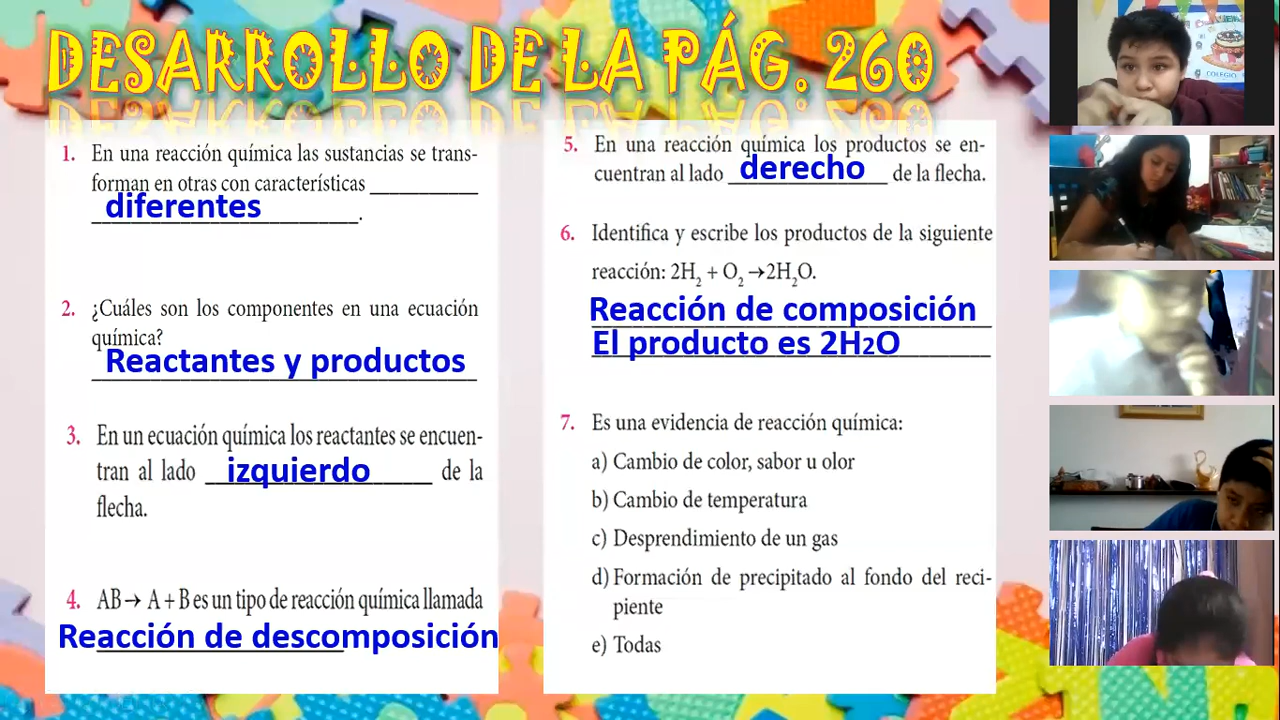 DESARROLLO DE LA PÁG. 260
1. En una reacción química las sustancias se trans-
forman en otras con características ___________
diferentes.
2. ¿Cuáles son los componentes en una ecuación
química?
Reactantes y productos
3. En un ecuación química los reactantes se encuen-
tran al lado izquierdo de la
flecha.
4. AB → A + B es un tipo de reacción química llamada
Reacción de descomposición
5. En una reacción química los productos se en-
cuentran al lado derecho de la flecha.
6. Identifica y escribe los productos de la siguiente
reacción: 2H₂ + O₂ →2H₂O.
Reacción de composición
El producto es 2H₂O
7. Es una evidencia de reacción química:
a) Cambio de color, sabor u olor
b) Cambio de temperatura
c) Desprendimiento de un gas
d) Formación de precipitado al fondo del reci-
piente
e) Todas
COLEGIO